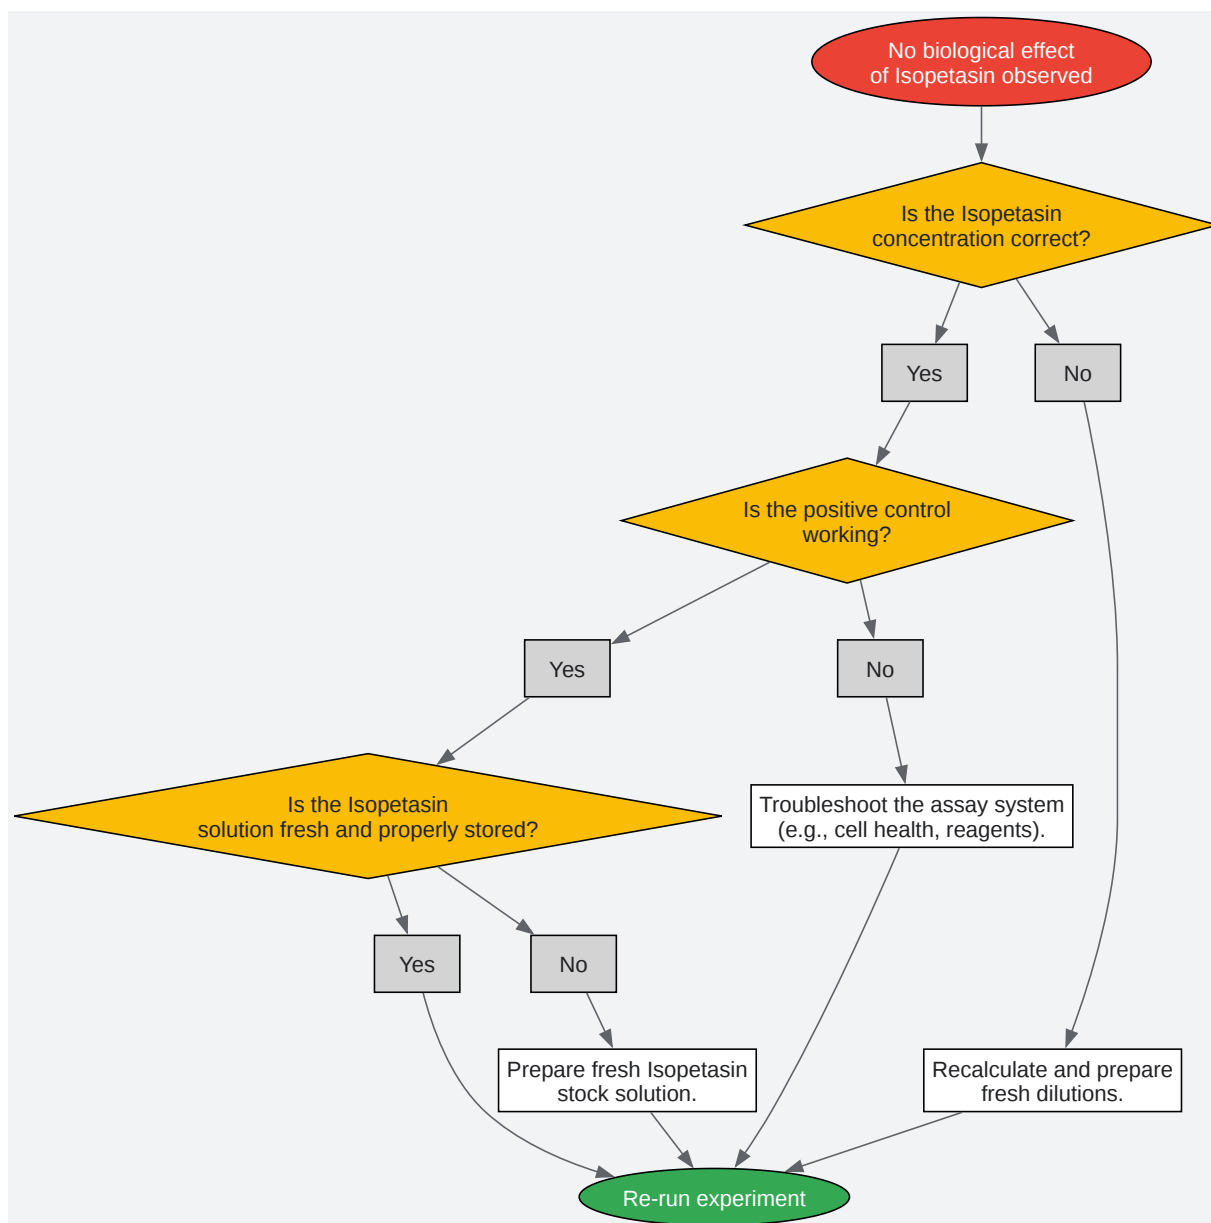 No biological effect
of Isopetasin observed
Is the Isopetasin
concentration correct?
Yes
No
Is the positive control
working?
Yes
No
Is the Isopetasin
solution fresh and properly stored?
Troubleshoot the assay system
(e.g., cell health, reagents).
Yes
No
Prepare fresh Isopetasin
stock solution.
Recalculate and prepare
fresh dilutions.
Re-run experiment